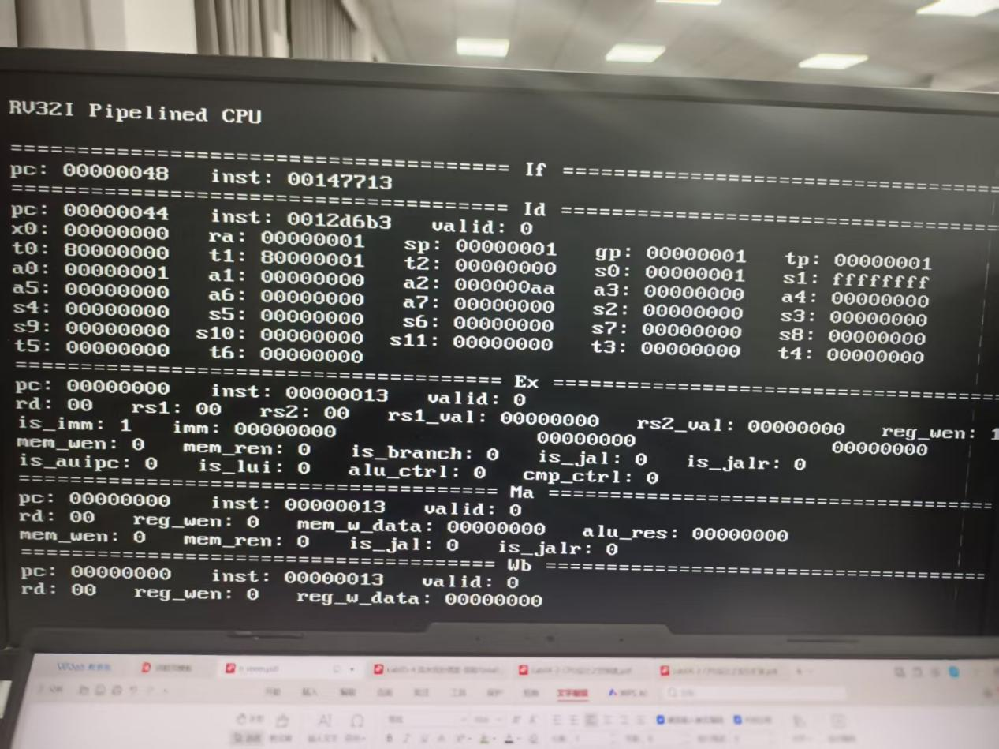 RV32I Pipelined CPU
====================================== If ==================================
pc: 00000048 inst: 00147713
====================================== Id ==================================
pc: 00000044 inst: 0012d6b3 valid: 0
x0: 00000000 ra: 00000001 sp: 00000001 gp: 00000001 tp: 00000001
t0: 80000000 t1: 80000001 t2: 00000000 s0: 00000001 s1: ffffffff
a0: 00000001 a1: 00000000 a2: 000000aa a3: 00000000 a4: 00000000
a5: 00000000 a6: 00000000 a7: 00000000 s2: 00000000 s3: 00000000
s4: 00000000 s5: 00000000 s6: 00000000 s7: 00000000 s8: 00000000
s9: 00000000 s10: 00000000 s11: 00000000 t3: 00000000 t4: 00000000
t5: 00000000 t6: 00000000
====================================== Ex ==================================
pc: 00000000 inst: 00000013 valid: 0
rd: 00 rs1: 00 rs2: 00 rs1_val: 00000000 rs2_val: 00000000 reg_wen: 1
is_imm: 1 imm: 00000000 00000000 00000000
mem_wen: 0 mem_ren: 0 is_branch: 0 is_jal: 0 is_jalr: 0
is_auipc: 0 is_lui: 0 alu_ctrl: 0 cmp_ctrl: 0
====================================== Ma ==================================
pc: 00000000 inst: 00000013 valid: 0
rd: 00 reg_wen: 0 mem_w_data: 00000000 alu_res: 00000000
mem_wen: 0 mem_ren: 0 is_jal: 0 is_jalr: 0
====================================== Wb ==================================
pc: 00000000 inst: 00000013 valid: 0
rd: 00 reg_wen: 0 reg_w_data: 00000000